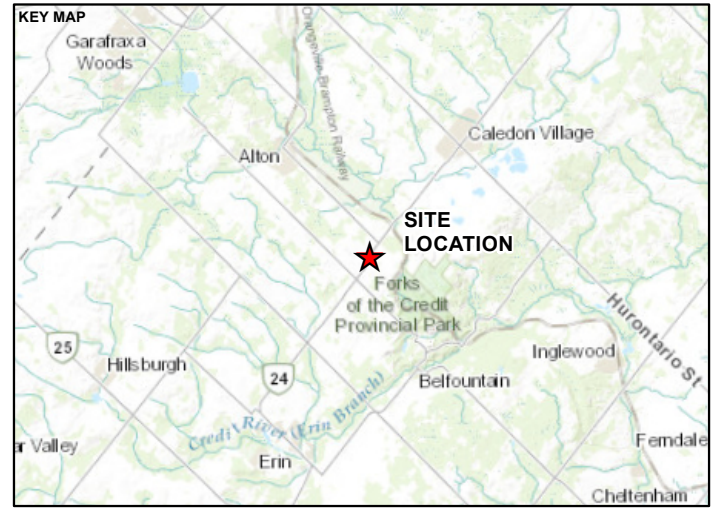 KEY MAP
Garafraxa
Woods
Orangeville Brampton Railway
Caledon Village
Alton
SITE
LOCATION
Forks
of the Credit
Provincial Park
Hurontario St
25
Hillsburgh
24
Inglewood
Belfountain
Credit River (Erin Branch)
Valley
Erin
Ferndale
Cheltenham